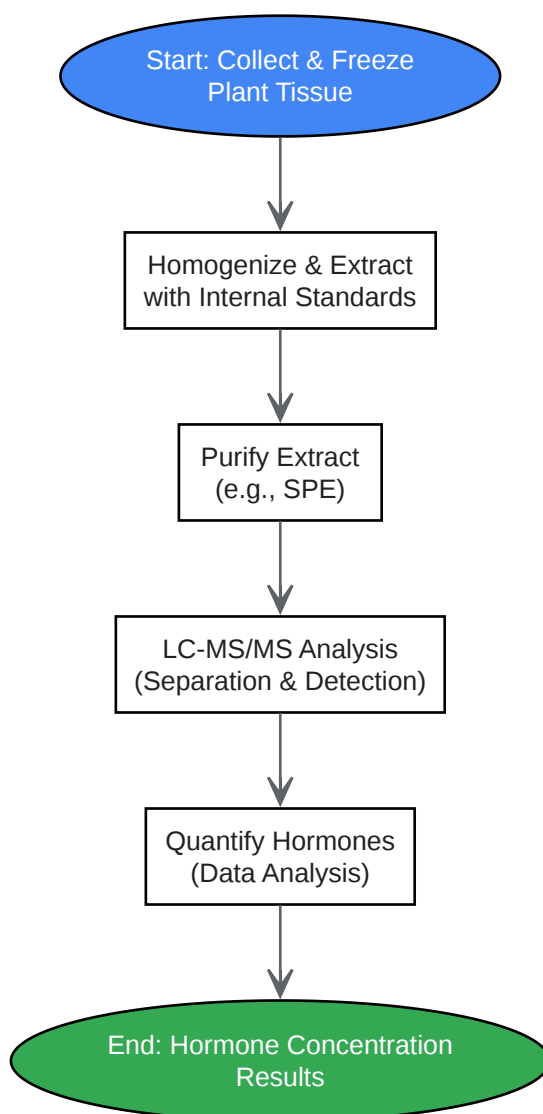 Start: Collect & Freeze
Plant Tissue
Homogenize & Extract
with Internal Standards
Purify Extract
(e.g., SPE)
LC-MS/MS Analysis
(Separation & Detection)
Quantify Hormones
(Data Analysis)
End: Hormone Concentration
Results